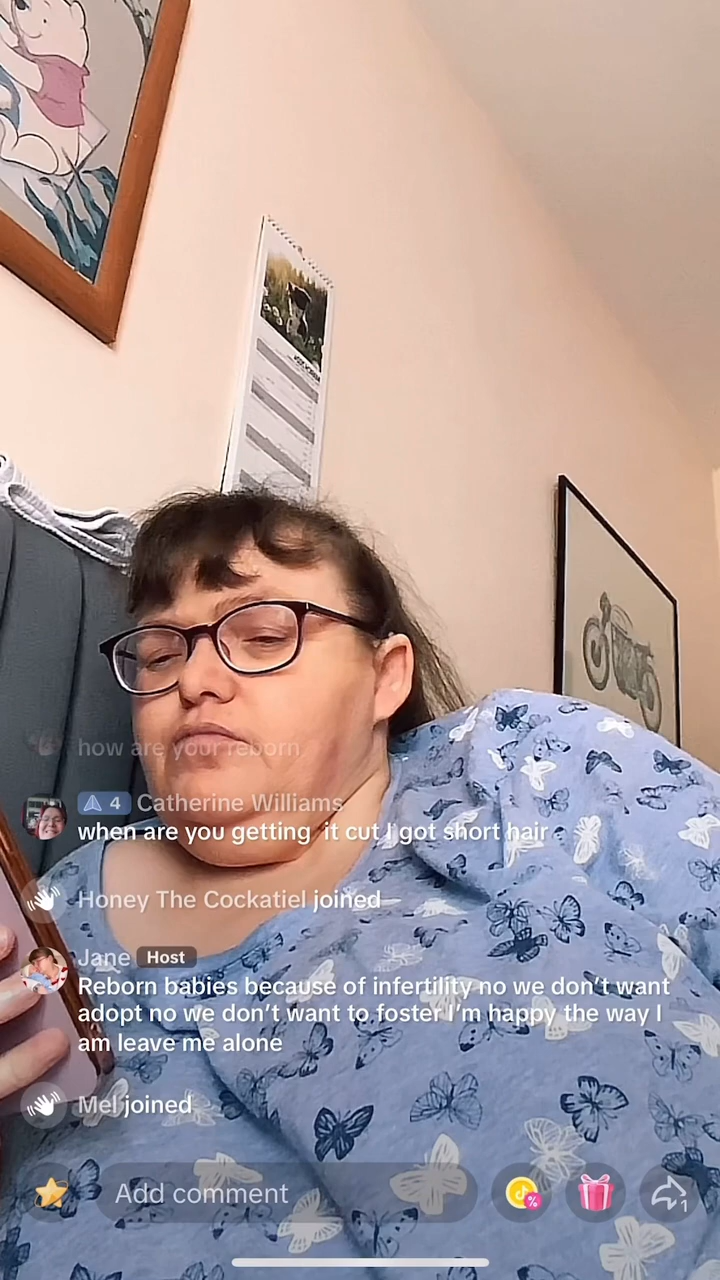 how are your reborn
4 Catherine Williams
when are you getting it cut I got short hair
Honey The Cockatiel joined
Jane Host
Reborn babies because of infertility no we don't want
adopt no we don't want to foster I'm happy the way I
am leave me alone
Mel joined
Add comment
1